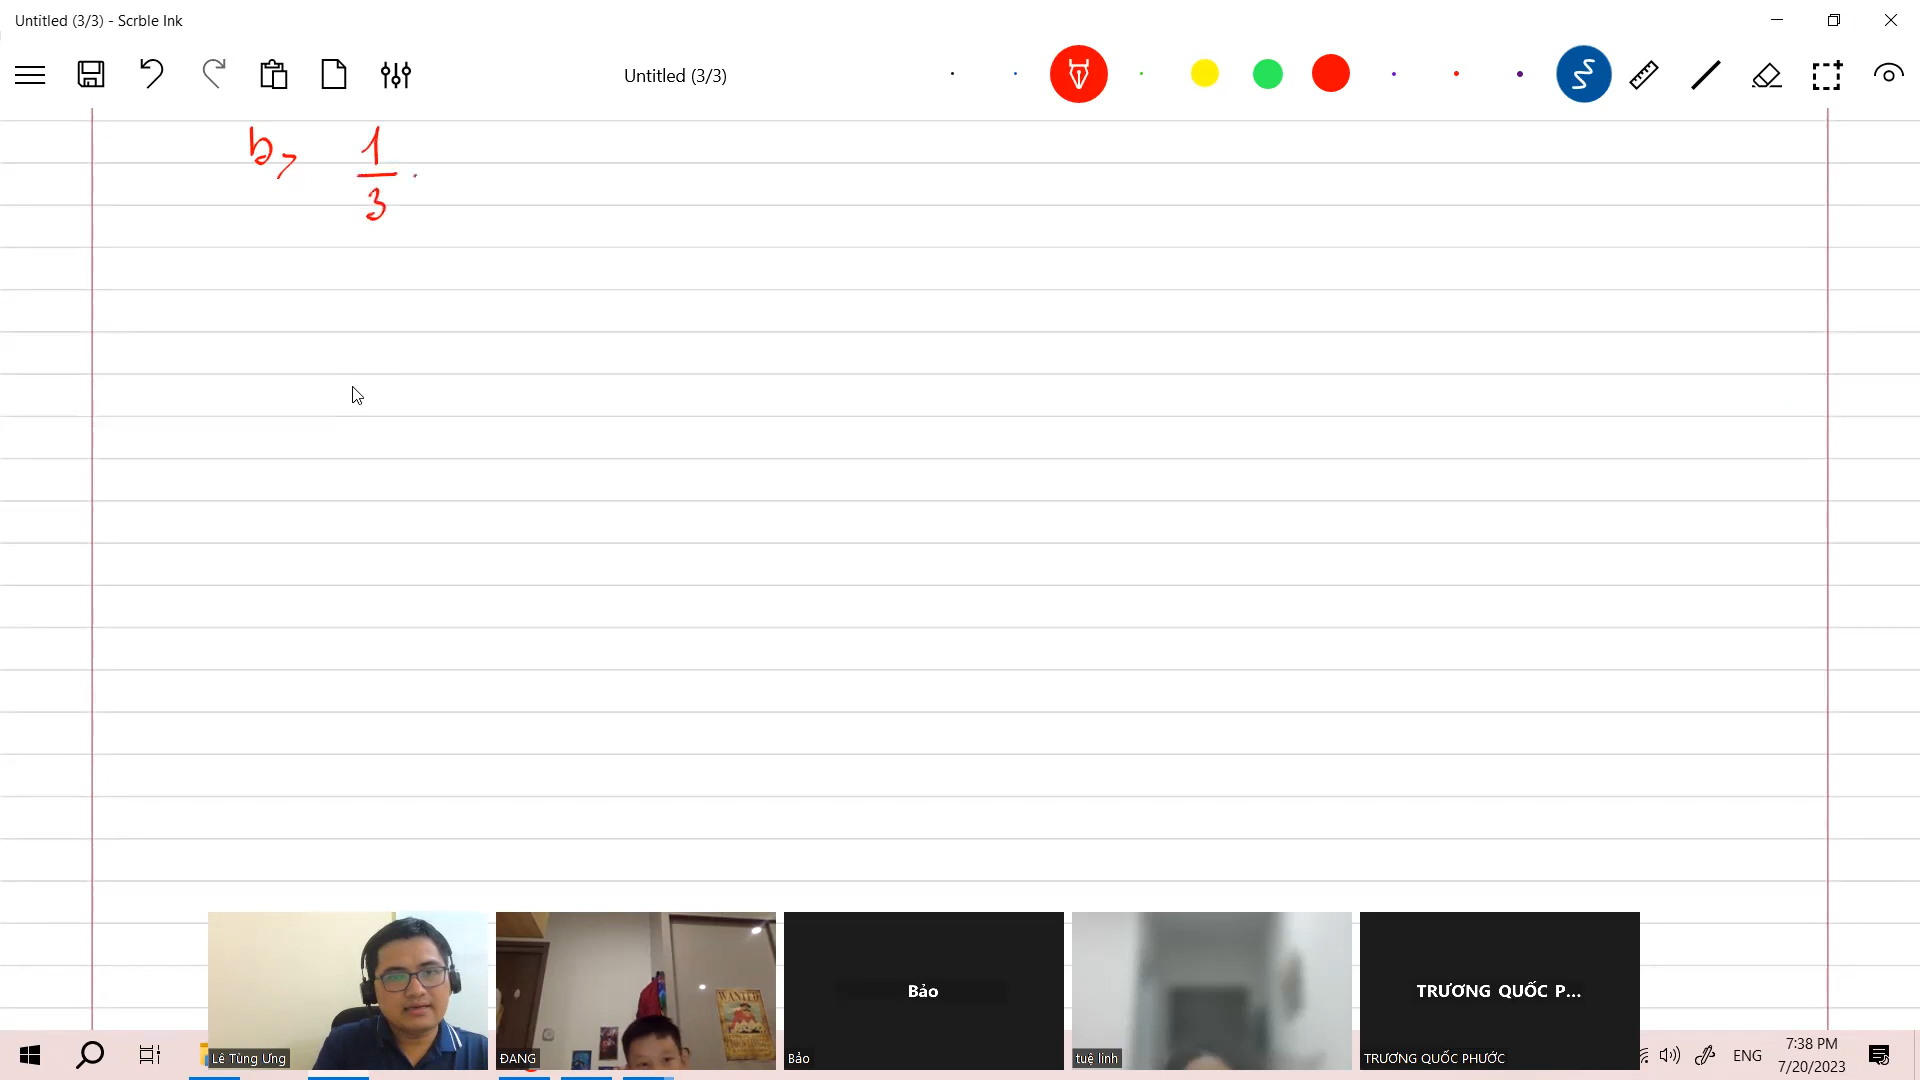 Untitled (3/3) - Scrble Ink
Untitled (3/3)
b> 1/3 .
WANTED
Bảo
TRƯƠNG QUỐC P...
Lê Tùng Ưng
ĐANG
Bảo
tuệ linh
TRƯƠNG QUỐC PHƯỚC
ENG
7:38 PM
7/20/2023